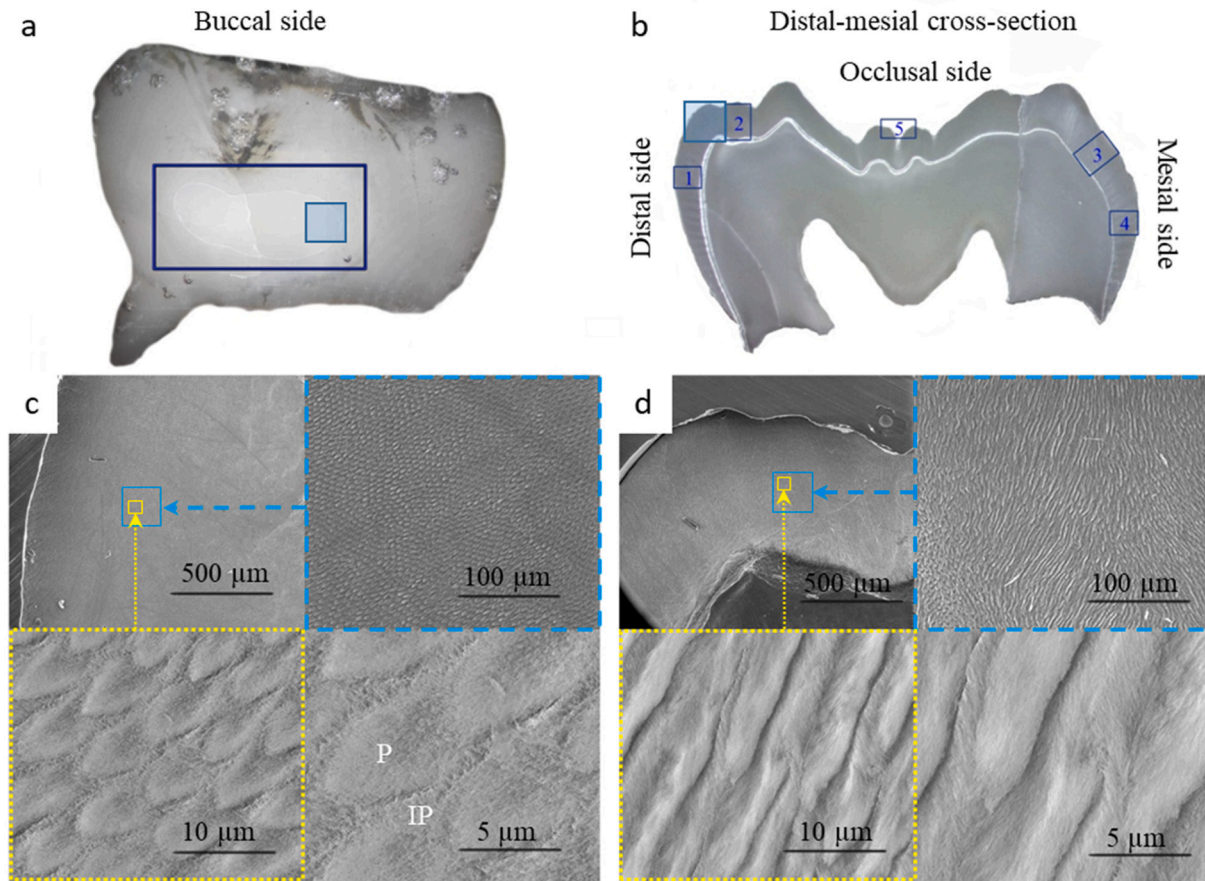 a
Buccal side
b
Distal-mesial cross-section
Occlusal side
Distal side
Mesial side
1
2
5
3
4
c
500 µm
100 µm
d
500 µm
100 µm
P
IP
10 µm
5 µm
10 µm
5 µm